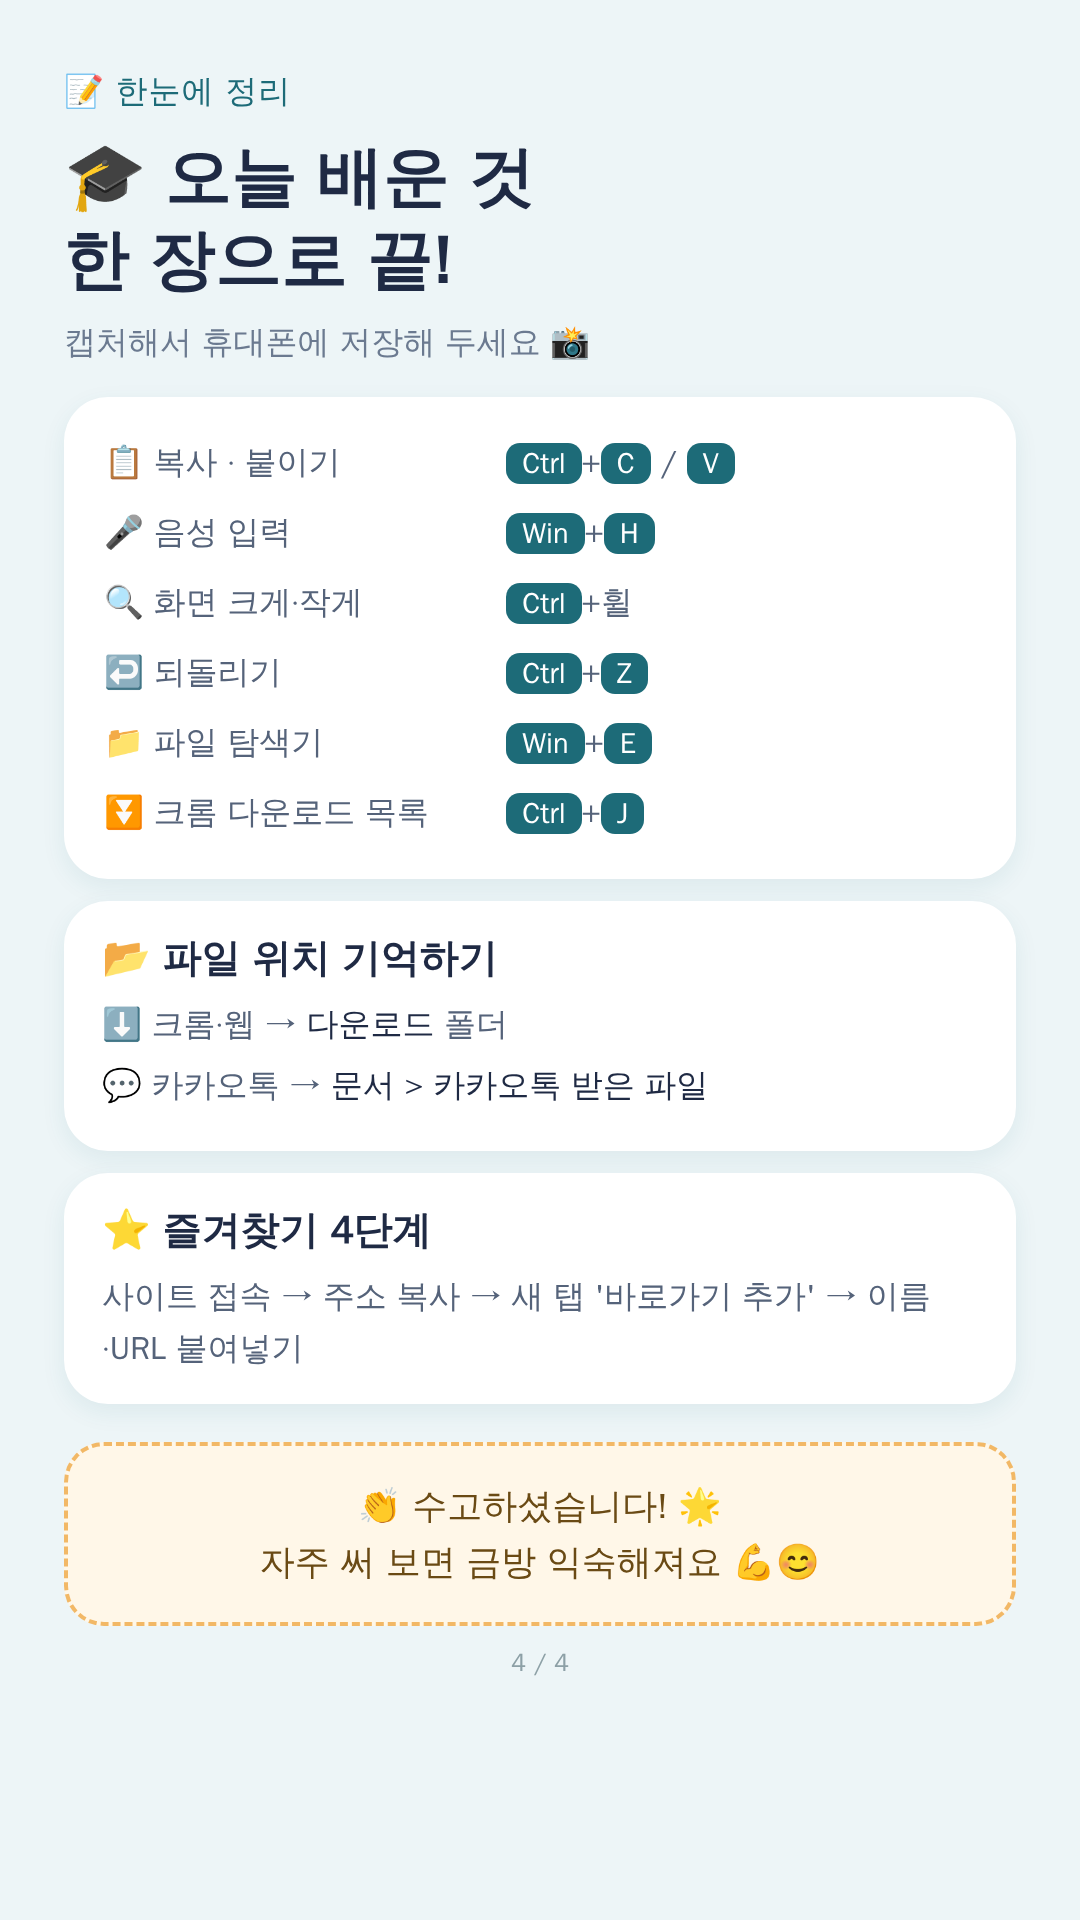 📝 한눈에 정리
🎓 오늘 배운 것
한 장으로 끝!
캡처해서 휴대폰에 저장해 두세요 📸
📋 복사 · 붙이기 Ctrl+C / V
🎤 음성 입력 Win+H
🔍 화면 크게·작게 Ctrl+휠
↩️ 되돌리기 Ctrl+Z
📁 파일 탐색기 Win+E
⏬ 크롬 다운로드 목록 Ctrl+J
📂 파일 위치 기억하기
⬇️ 크롬·웹 → 다운로드 폴더
💬 카카오톡 → 문서 > 카카오톡 받은 파일
⭐ 즐겨찾기 4단계
사이트 접속 → 주소 복사 → 새 탭 '바로가기 추가' → 이름
·URL 붙여넣기
👏 수고하셨습니다! 🌟
자주 써 보면 금방 익숙해져요 💪😊
4 / 4